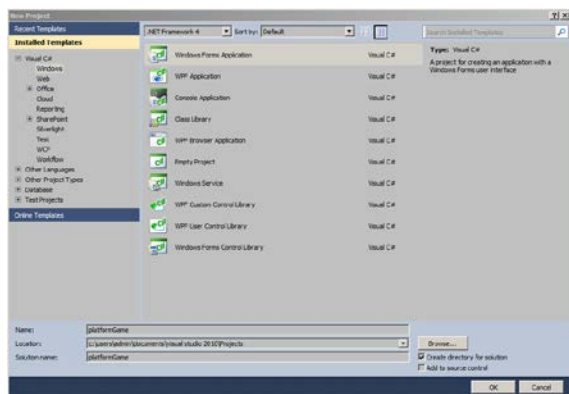 New Project
Recent Templates
Installed Templates
Visual C#
Windows
Web
Office
Cloud
Reporting
SharePoint
Silverlight
Test
WCF
Workflow
Other Languages
Other Project Types
Database
Test Projects
Online Templates
.NET Framework 4
Sort by: Default
Search Installed Templates
Windows Forms Application Visual C#
WPF Application Visual C#
Console Application Visual C#
Class Library Visual C#
WPF Browser Application Visual C#
Empty Project Visual C#
Windows Service Visual C#
WPF Custom Control Library Visual C#
WPF User Control Library Visual C#
Windows Forms Control Library Visual C#
Type: Visual C#
A project for creating an application with a
Windows Forms user interface
Name: platformGame
Location: c:\users\admin\documents\visual studio 2010\Projects
Browse...
Solution name: platformGame
Create directory for solution
Add to source control
OK
Cancel